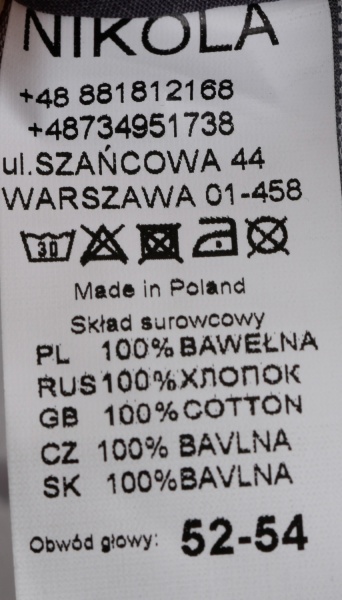 NIKOLA
+48 881812168
+48734951738
ul.SZAŃCOWA 44
WARSZAWA 01-458
30
Made in Poland
Skład surowcowy
PL 100% BAWEŁNA
RUS 100% ХЛОПОК
GB 100% COTTON
CZ 100% BAVLNA
SK 100% BAVLNA
Obwód głowy: 52-54